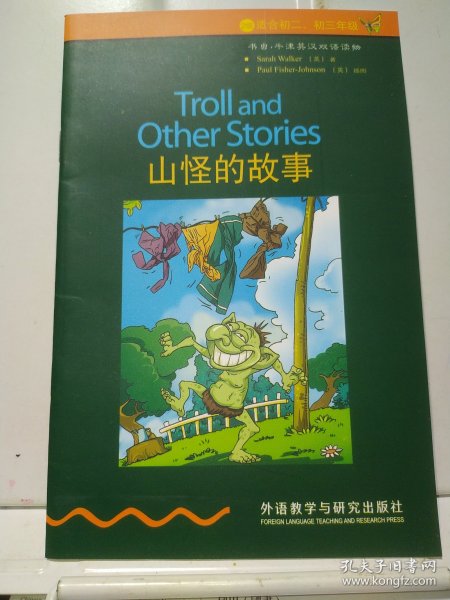 适合初二、初三年级
书虫·牛津英汉双语读物
Sarah Walker （英） 著
Paul Fisher-Johnson （英） 插图
Troll and
Other Stories
山怪的故事
外语教学与研究出版社
FOREIGN LANGUAGE TEACHING AND RESEARCH PRESS
孔夫子旧书网
www.kongfz.com